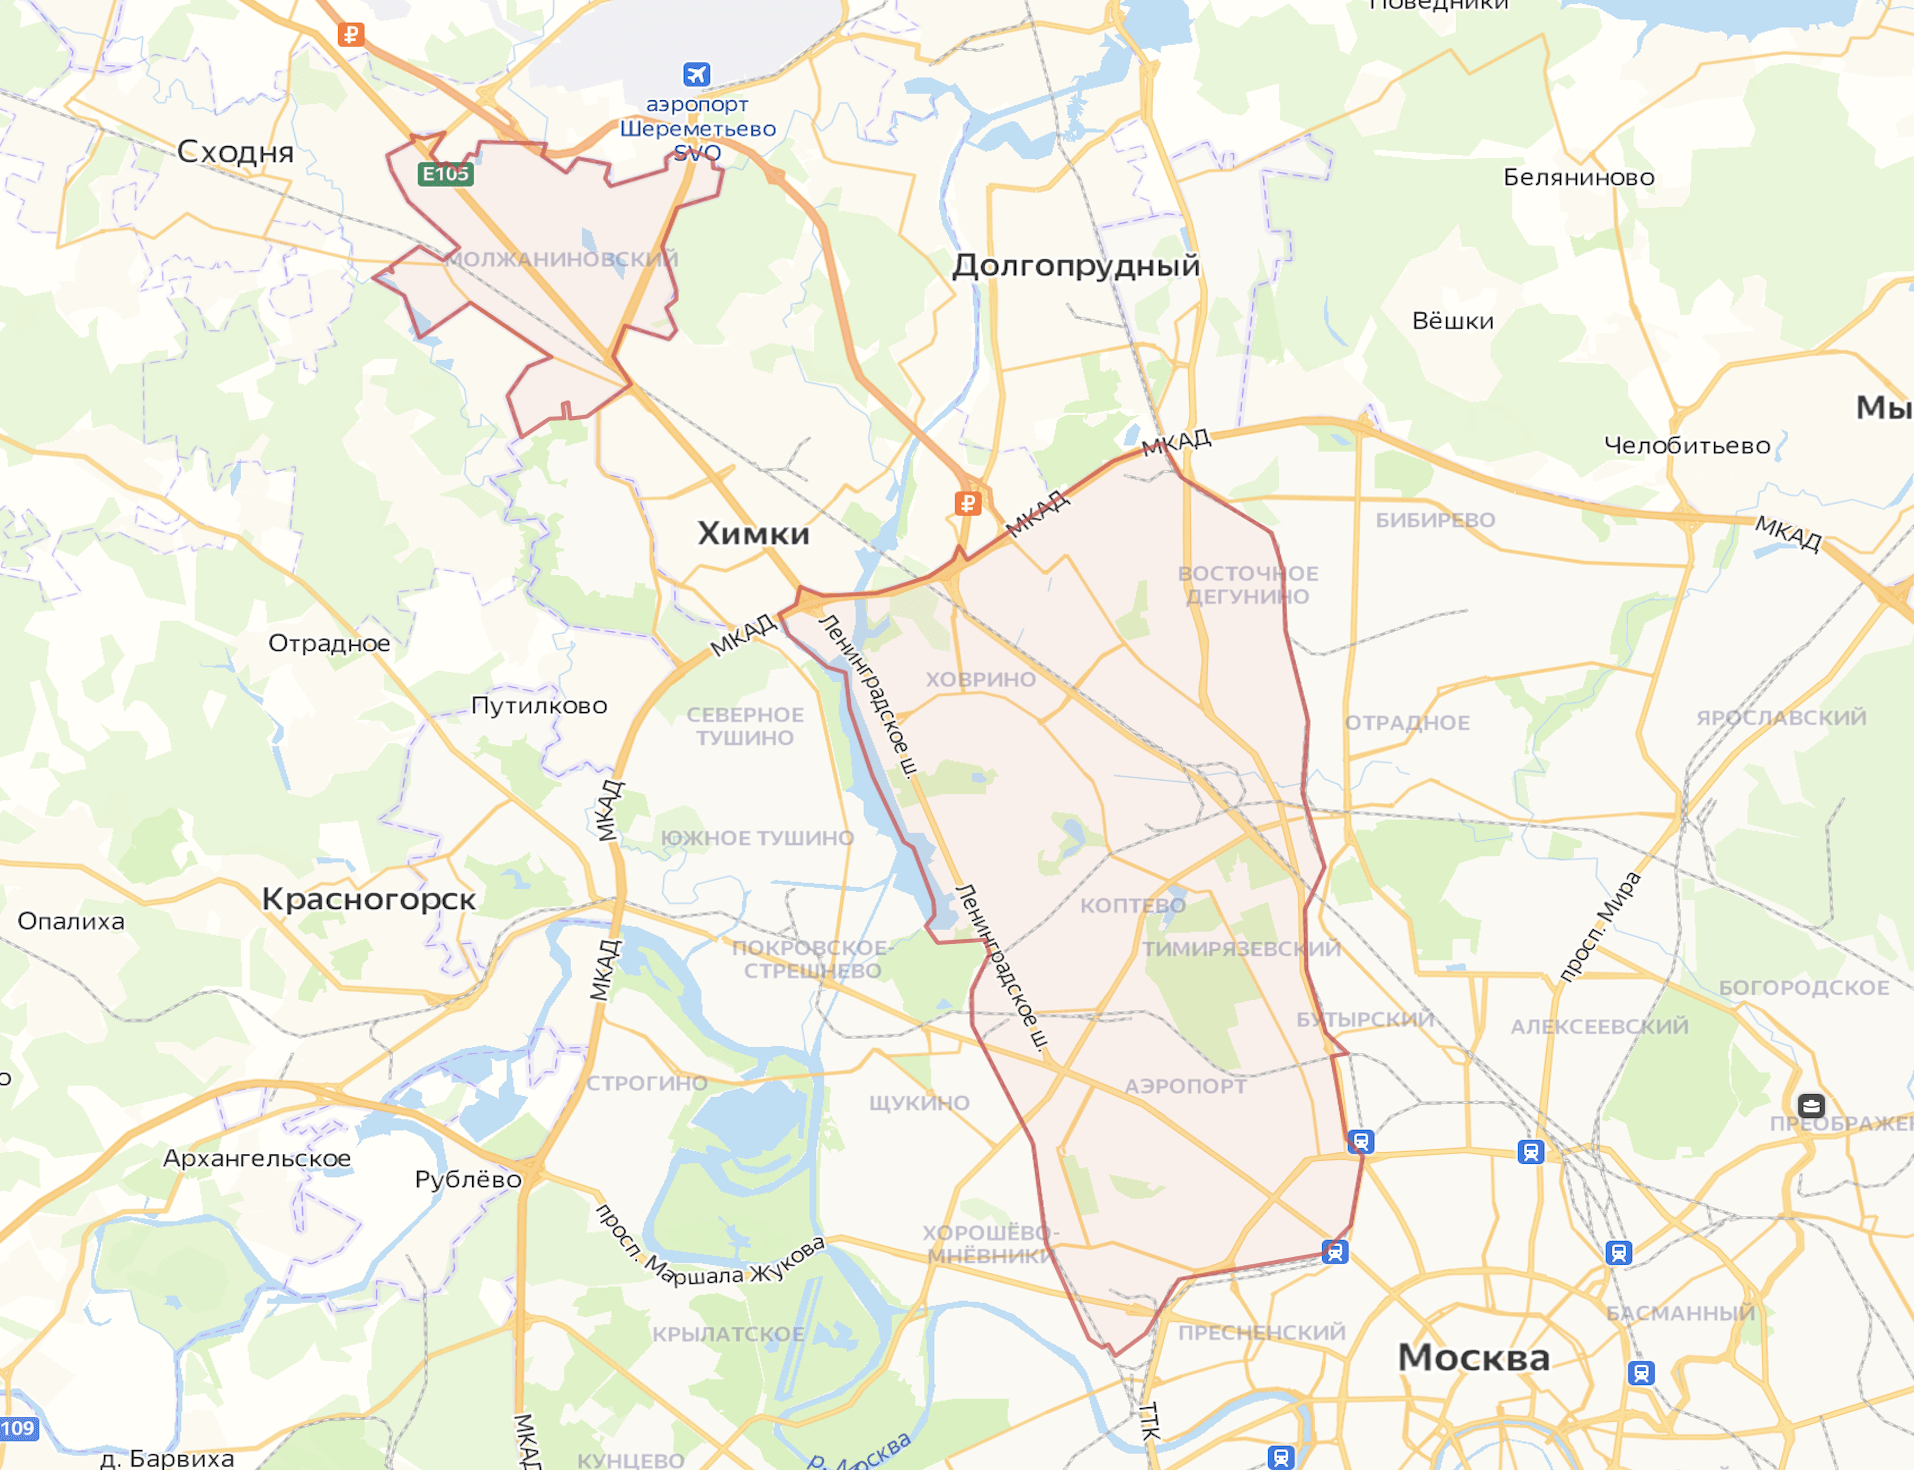 Поведники
аэропорт
Шереметьево
SVO
Сходня
E105
Беляниново
МОЛЖАНИНОВСКИЙ
Долгопрудный
Вёшки
Мы
МКАД
Челобитьево
МКАД
БИБИРЕВО
Химки
МКАД
ВОСТОЧНОЕ
ДЕГУНИНО
МКАД
Ленинградское ш.
Отрадное
ХОВРИНО
Путилково
СЕВЕРНОЕ
ТУШИНО
ОТРАДНОЕ
ЯРОСЛАВСКИЙ
МКАД
ЮЖНОЕ ТУШИНО
Красногорск
Опалиха
КОПТЕВО
Ленинградское ш.
просп. Мира
ПОКРОВСКОЕ-
СТРЕШНЕВО
ТИМИРЯЗЕВСКИЙ
МКАД
БОГОРОДСКОЕ
БУТЫРСКИЙ
АЛЕКСЕЕВСКИЙ
о
СТРОГИНО
ЩУКИНО
АЭРОПОРТ
ПРЕОБРАЖЕН
Архангельское
Рублёво
просп. Маршала Жукова
ХОРОШЁВО-
МНЁВНИКИ
КРЫЛАТСКОЕ
ПРЕСНЕНСКИЙ
БАСМАННЫЙ
Москва
109
МКАД
ТТК
д. Барвиха
КУНЦЕВО
р. Москва